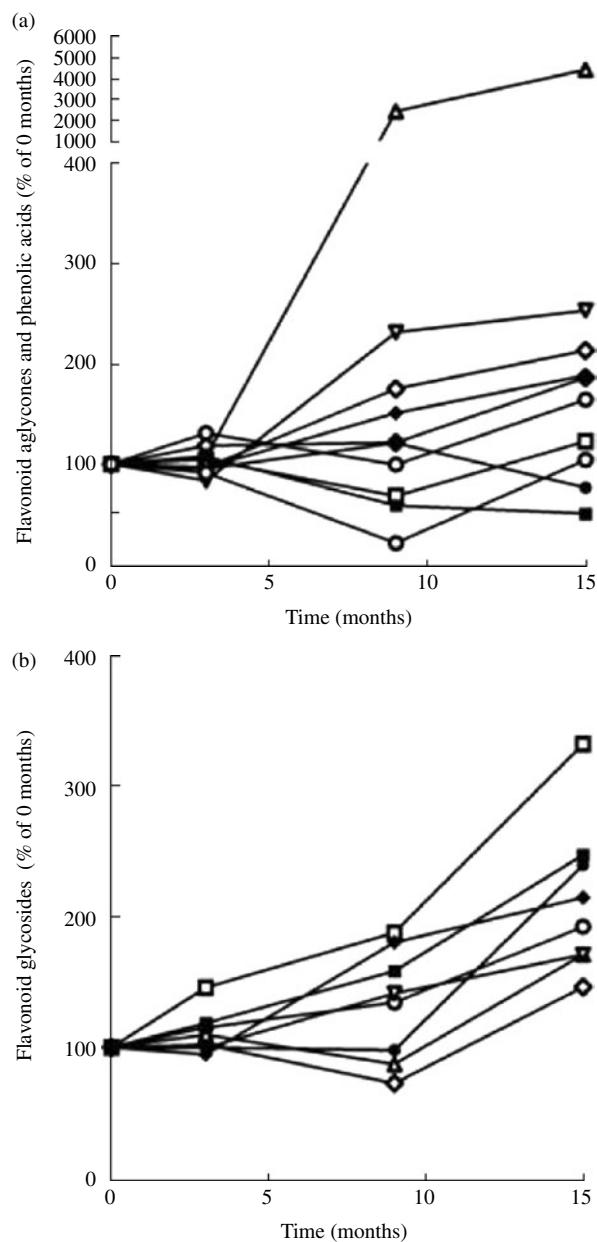 (a)
6000
5000
4000
3000
2000
1000
400
300
200
100
0
Flavonoid aglycones and phenolic acids (% of 0 months)
0 5 10 15
Time (months)
(b)
400
300
200
100
0
Flavonoid glycosides (% of 0 months)
0 5 10 15
Time (months)